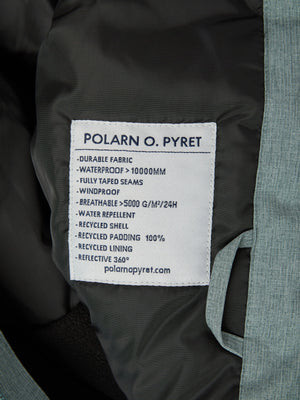 POLARN O. PYRET
-DURABLE FABRIC
-WATERPROOF >10000MM
-FULLY TAPED SEAMS
-WINDPROOF
-BREATHABLE >5000 G/M²/24H
-WATER REPELLENT
-RECYCLED SHELL
-RECYCLED PADDING 100%
-RECYCLED LINING
-REFLECTIVE 360°
polarnopyret.com